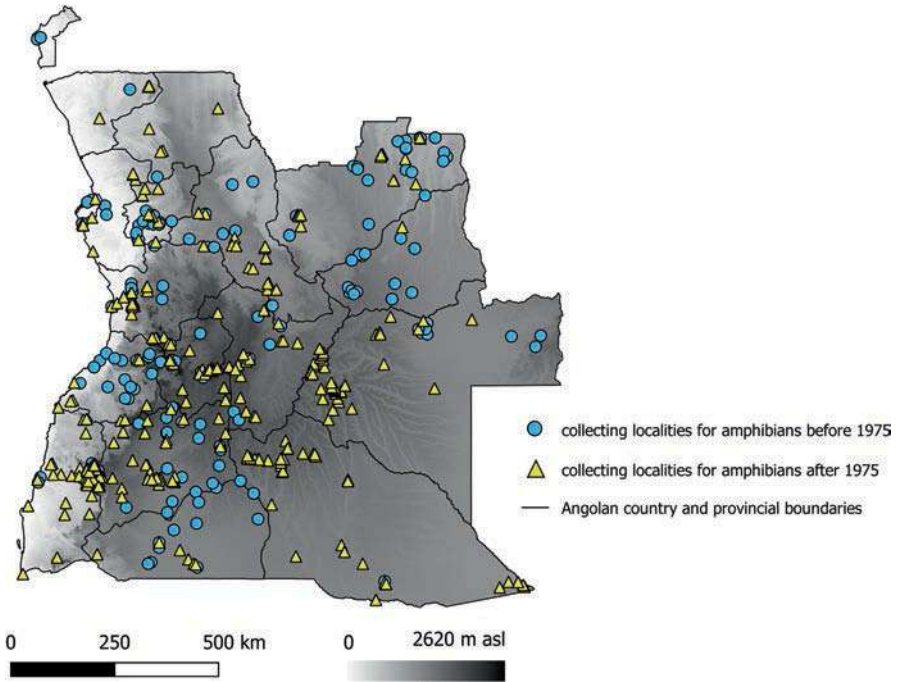 collecting localities for amphibians before 1975
collecting localities for amphibians after 1975
Angolan country and provincial boundaries
0 250 500 km
0 2620 m asl